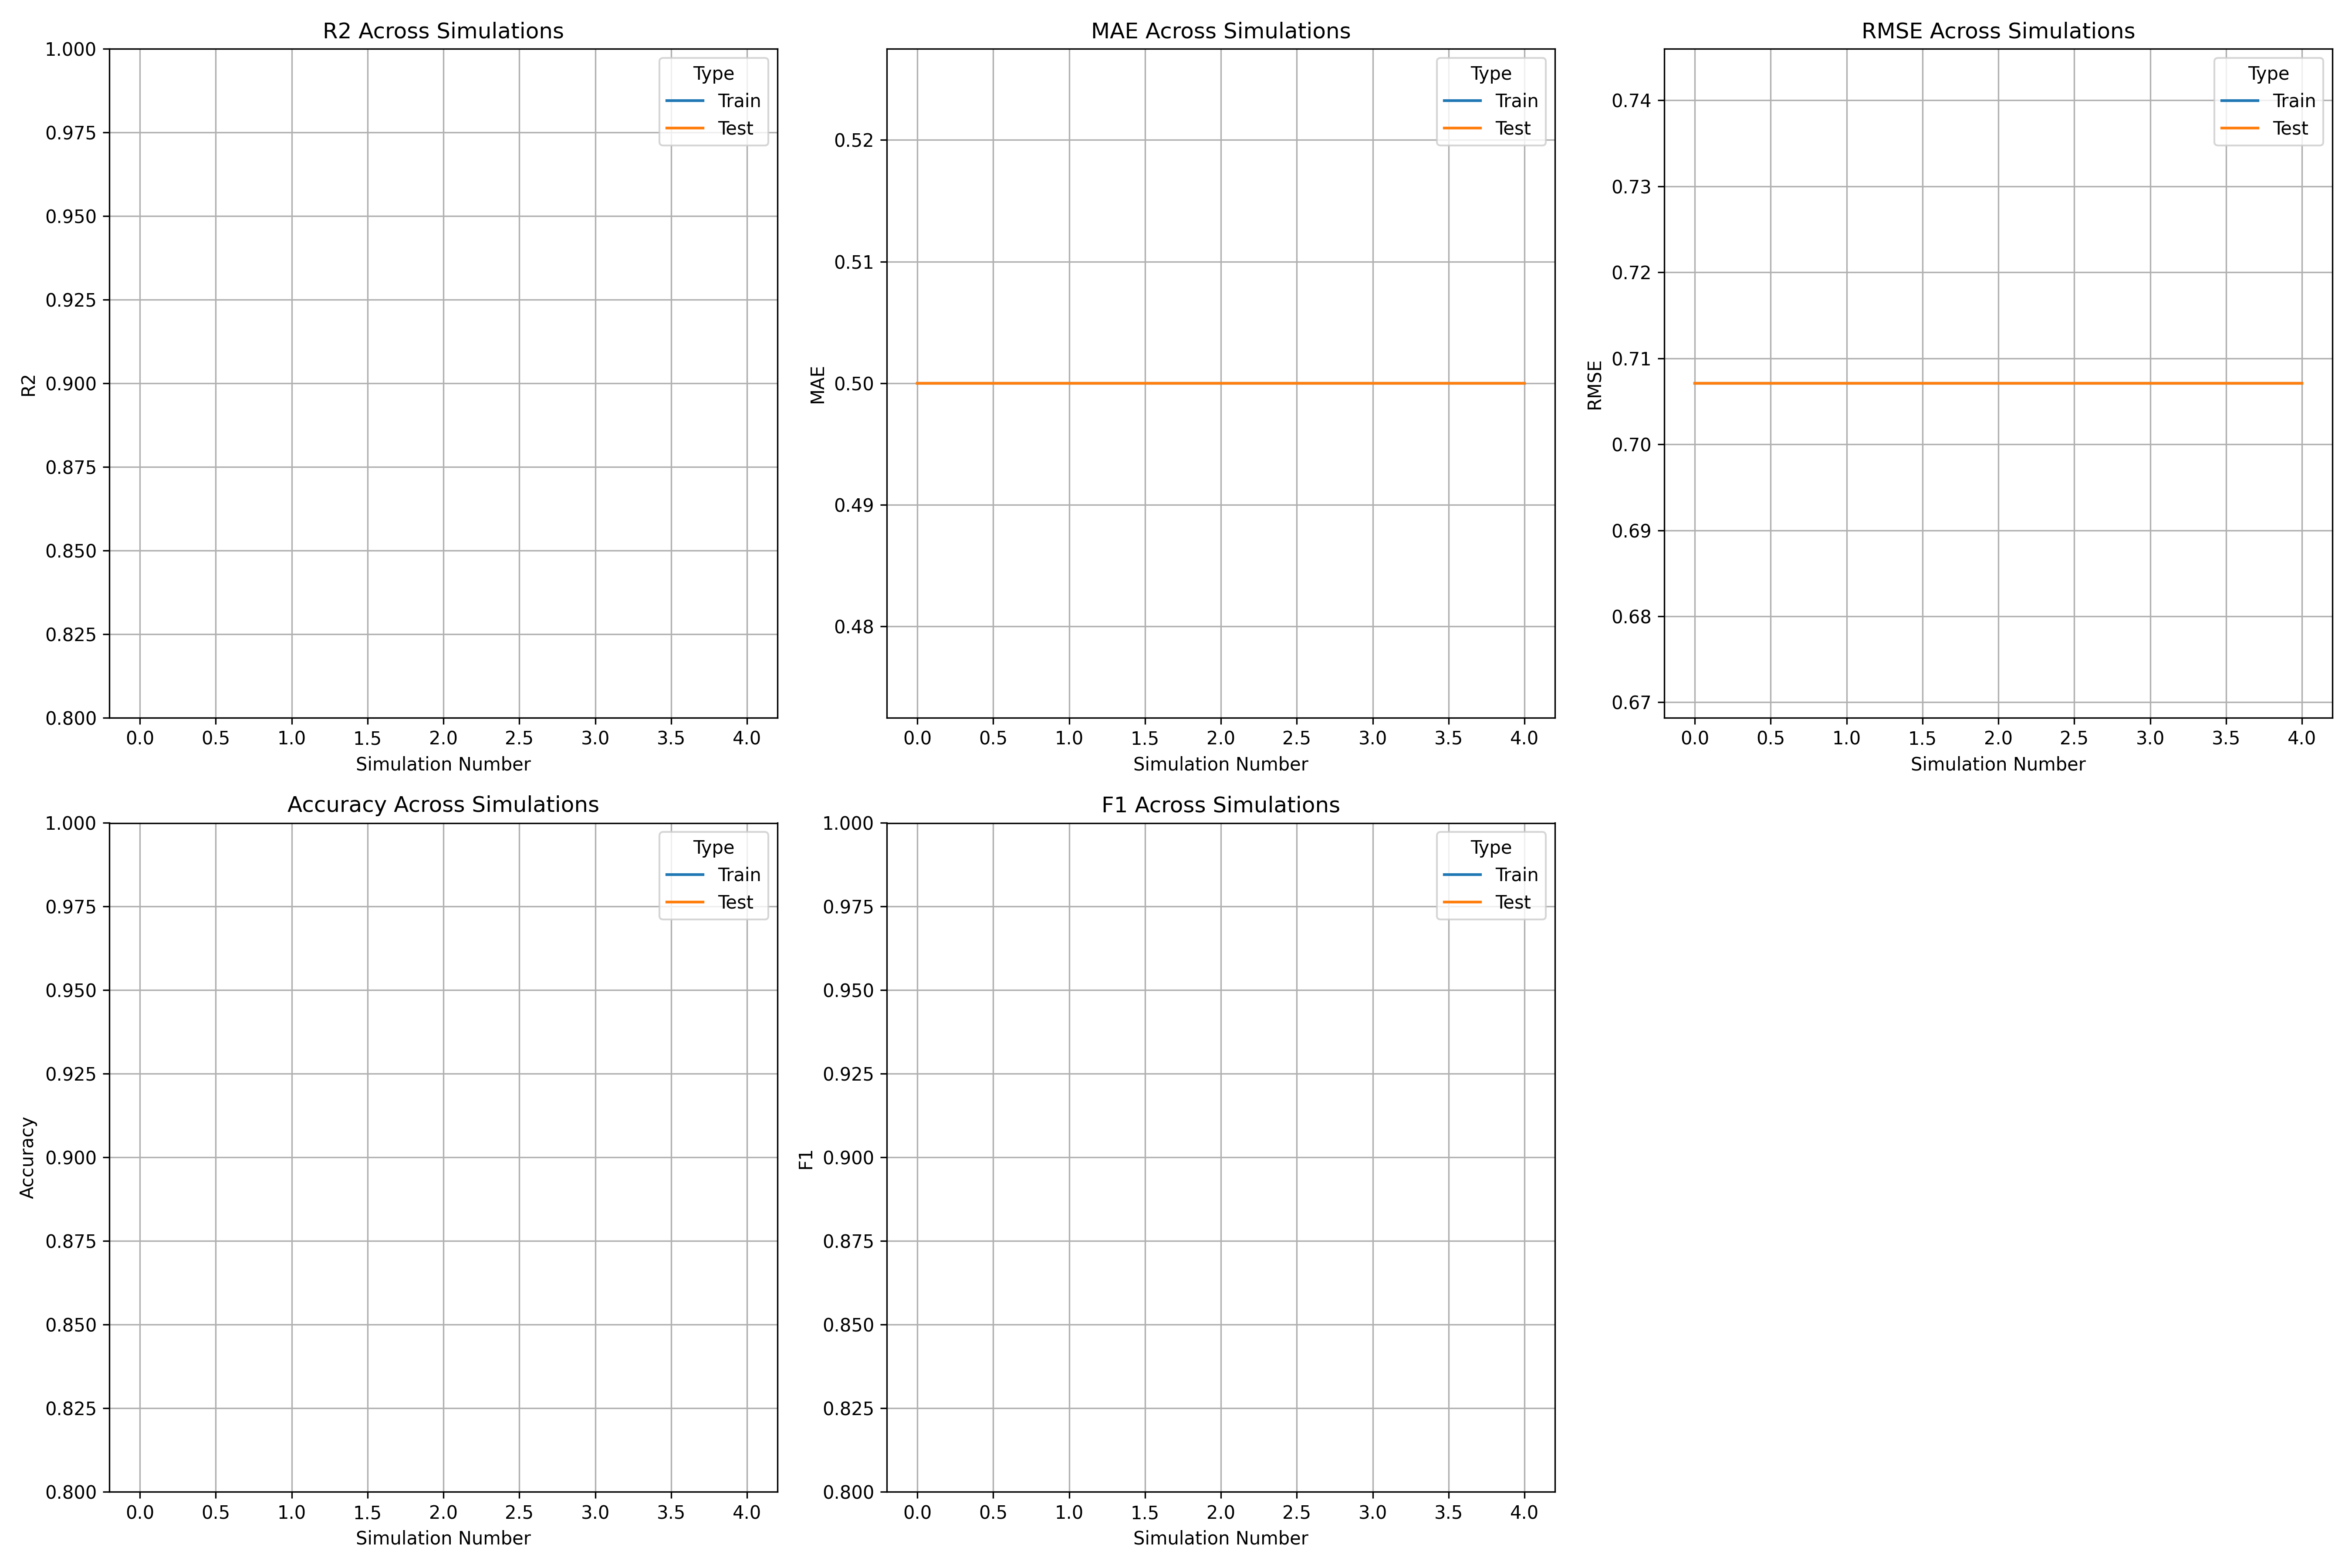 R2 Across Simulations
1.000
0.975
0.950
0.925
0.900
0.875
0.850
0.825
0.800
R2
Type
Train
Test
0.0 0.5 1.0 1.5 2.0 2.5 3.0 3.5 4.0
Simulation Number
MAE Across Simulations
0.52
0.51
0.50
0.49
0.48
MAE
Type
Train
Test
0.0 0.5 1.0 1.5 2.0 2.5 3.0 3.5 4.0
Simulation Number
RMSE Across Simulations
0.74
0.73
0.72
0.71
0.70
0.69
0.68
0.67
RMSE
Type
Train
Test
0.0 0.5 1.0 1.5 2.0 2.5 3.0 3.5 4.0
Simulation Number
Accuracy Across Simulations
1.000
0.975
0.950
0.925
0.900
0.875
0.850
0.825
0.800
Accuracy
Type
Train
Test
0.0 0.5 1.0 1.5 2.0 2.5 3.0 3.5 4.0
Simulation Number
F1 Across Simulations
1.000
0.975
0.950
0.925
0.900
0.875
0.850
0.825
0.800
F1
Type
Train
Test
0.0 0.5 1.0 1.5 2.0 2.5 3.0 3.5 4.0
Simulation Number